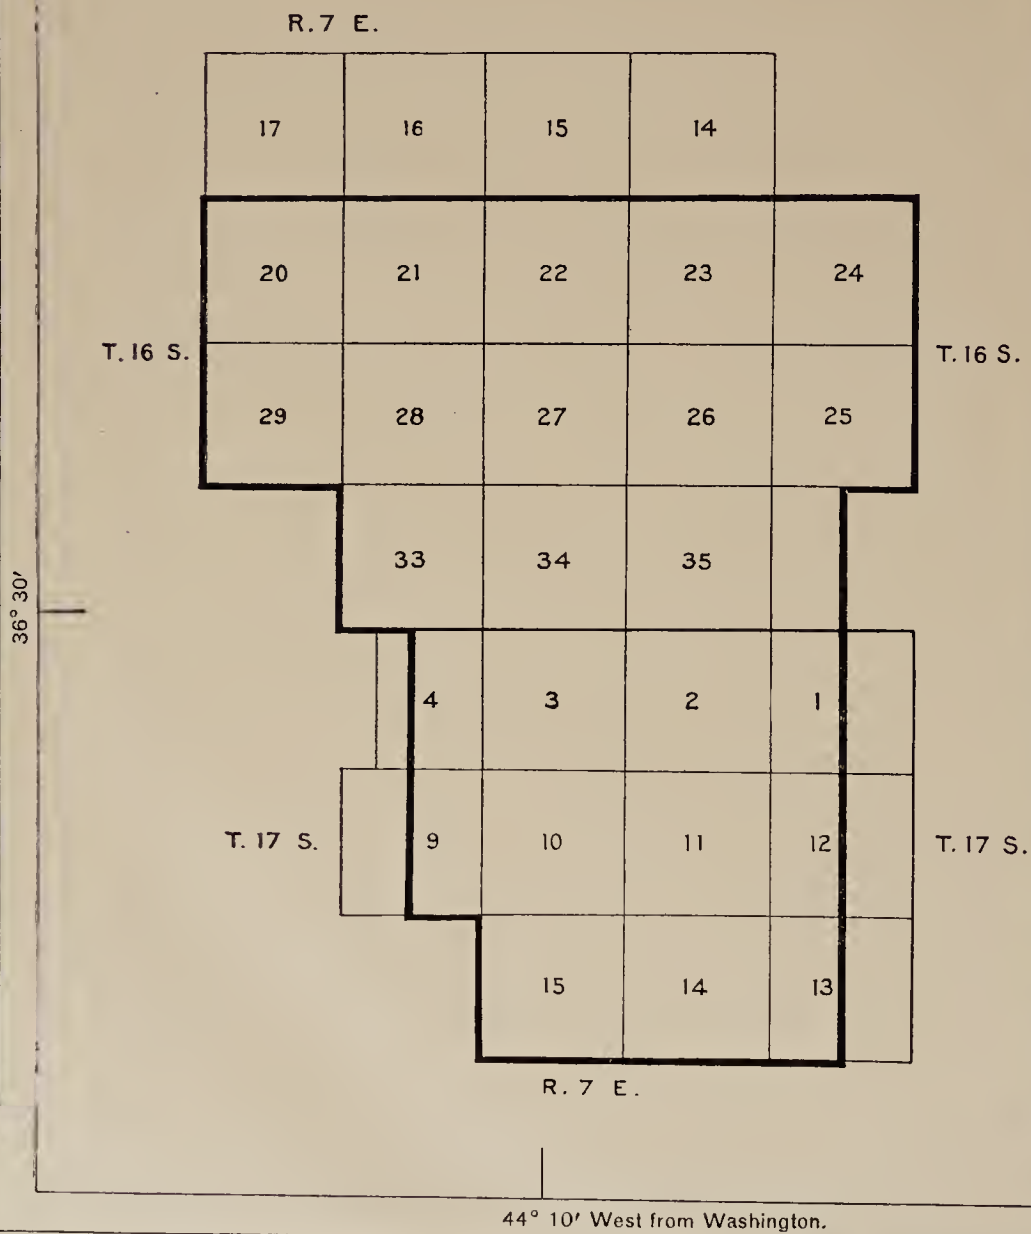 R. 7 E.
17 16 15 14
20 21 22 23 24
T. 16 S. T. 16 S.
29 28 27 26 25
33 34 35
36° 30′
4 3 2 1
T. 17 S. 9 10 11 12 T. 17 S.
15 14 13
R. 7 E.
44° 10′ West from Washington.